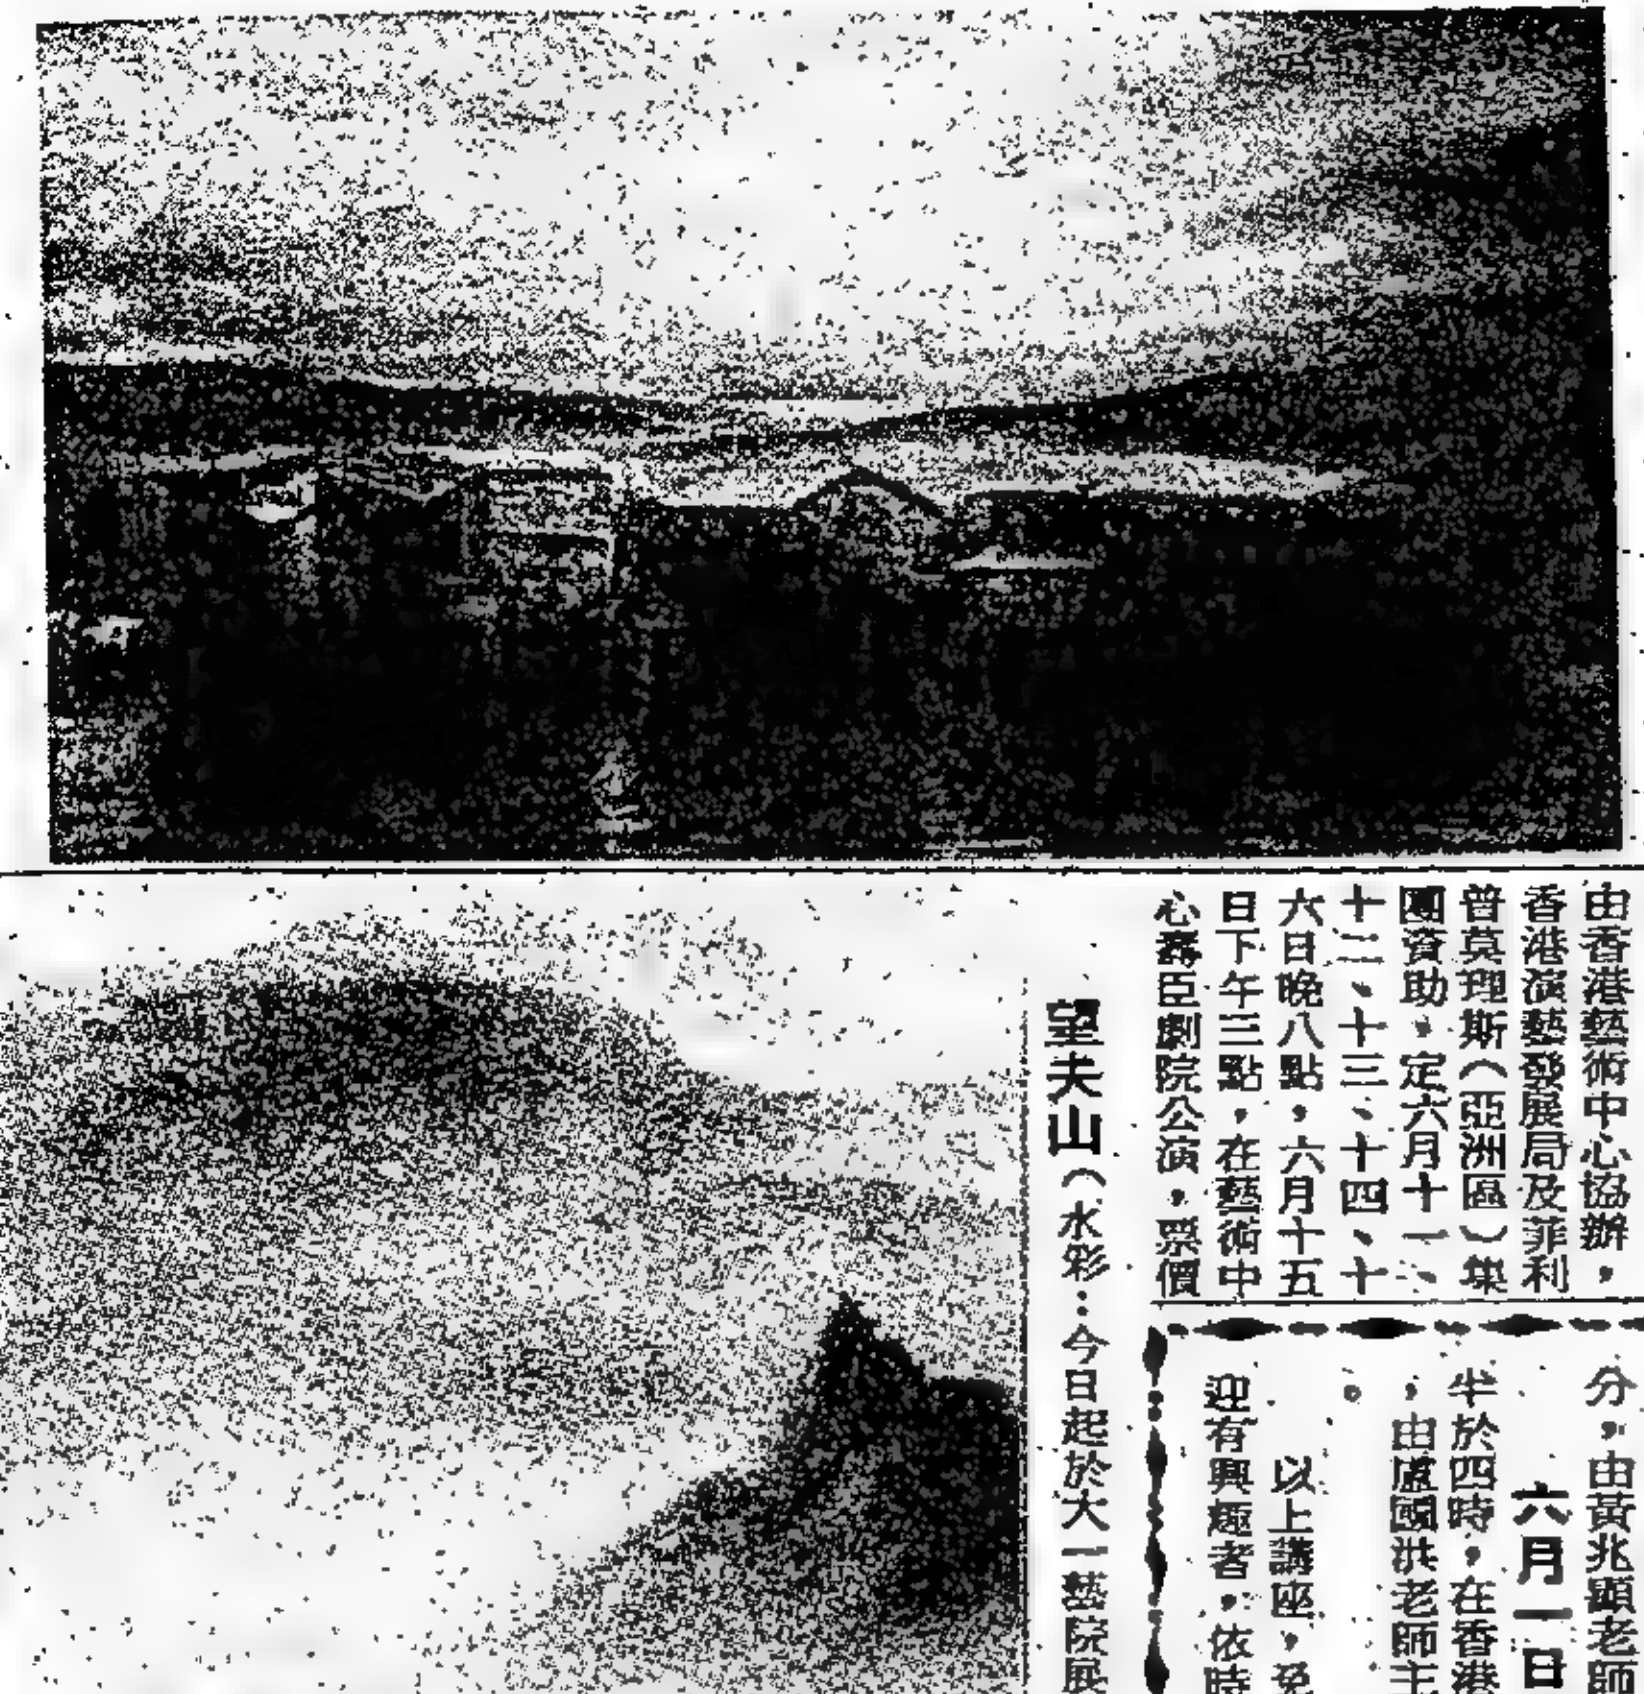 由香港藝術中心協辦，
香港演藝發展局及菲利
普莫理斯（亞洲區）集
團資助，定六月十一、
十二、十三、十四、十
六日晚八點，六月十五
日下午三點，在藝術中
心壽臣劇院公演，票價
望夫山（水彩：今日起於大一藝院展
分，由黃兆顯老師
六月一日
半於四時，在香港
，由盧國洪老師主
。
以上講座，免
迎有興趣者，依時